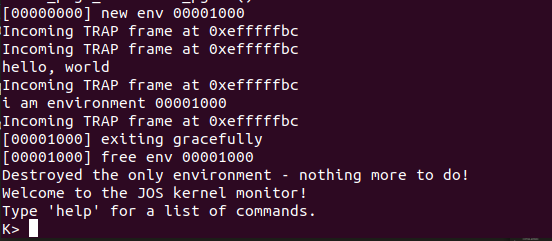 [00000000] new env 00001000
Incoming TRAP frame at 0xefffffbc
Incoming TRAP frame at 0xefffffbc
hello, world
Incoming TRAP frame at 0xefffffbc
i am environment 00001000
Incoming TRAP frame at 0xefffffbc
[00001000] exiting gracefully
[00001000] free env 00001000
Destroyed the only environment - nothing more to do!
Welcome to the JOS kernel monitor!
Type 'help' for a list of commands.
K>